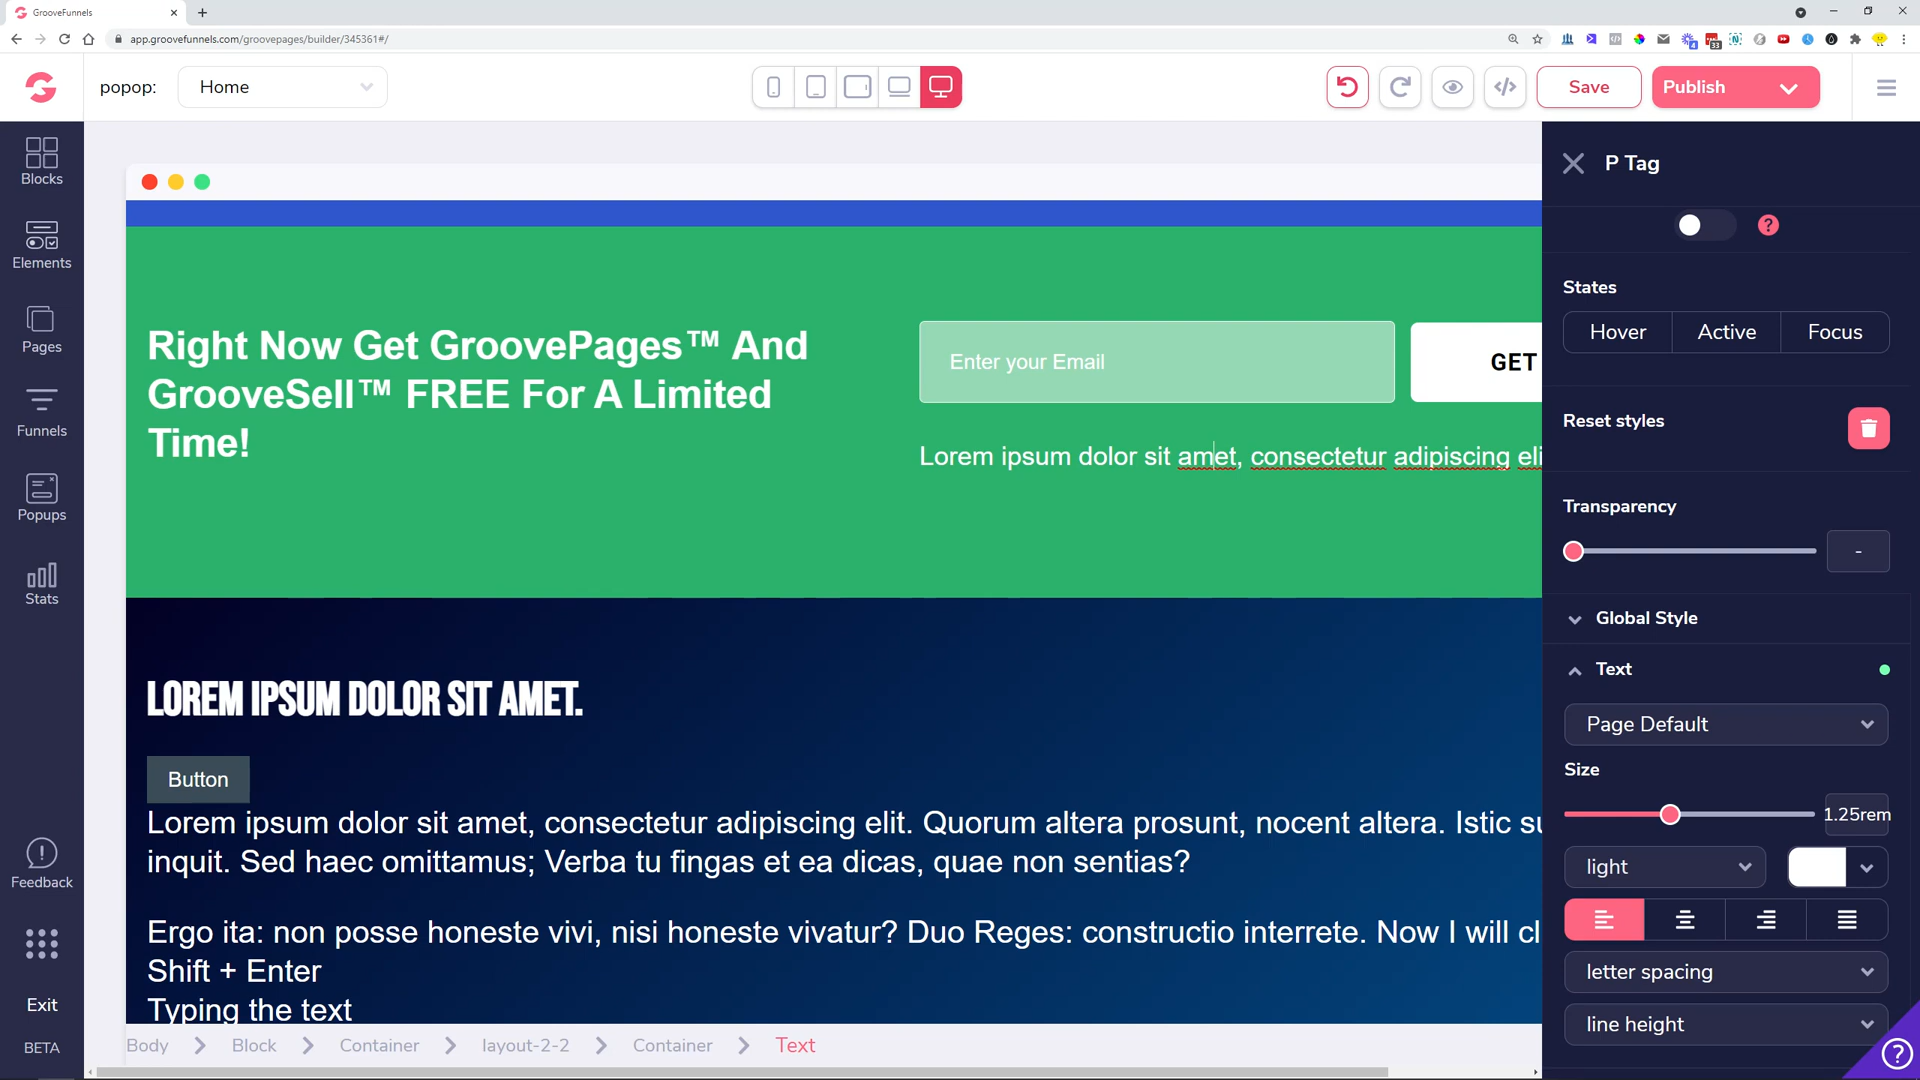 GrooveFunnels
app.groovefunnels.com/groovepages/builder/345361#/
popop:
Home
Save
Publish
Blocks
Elements
Pages
Funnels
Popups
Stats
Feedback
Exit
BETA
Right Now Get GroovePages™ And
GrooveSell™ FREE For A Limited
Time!
Enter your Email
GET
Lorem ipsum dolor sit amet, consectetur adipiscing eli
LOREM IPSUM DOLOR SIT AMET.
Button
Lorem ipsum dolor sit amet, consectetur adipiscing elit. Quorum altera prosunt, nocent altera. Istic su
inquit. Sed haec omittamus; Verba tu fingas et ea dicas, quae non sentias?
Ergo ita: non posse honeste vivi, nisi honeste vivatur? Duo Reges: constructio interrete. Now I will cl
Shift + Enter
Typing the text
Body
Block
Container
layout-2-2
Container
Text
P Tag
?
States
Hover
Active
Focus
Reset styles
Transparency
-
Global Style
Text
Page Default
Size
1.25rem
light
letter spacing
line height
?